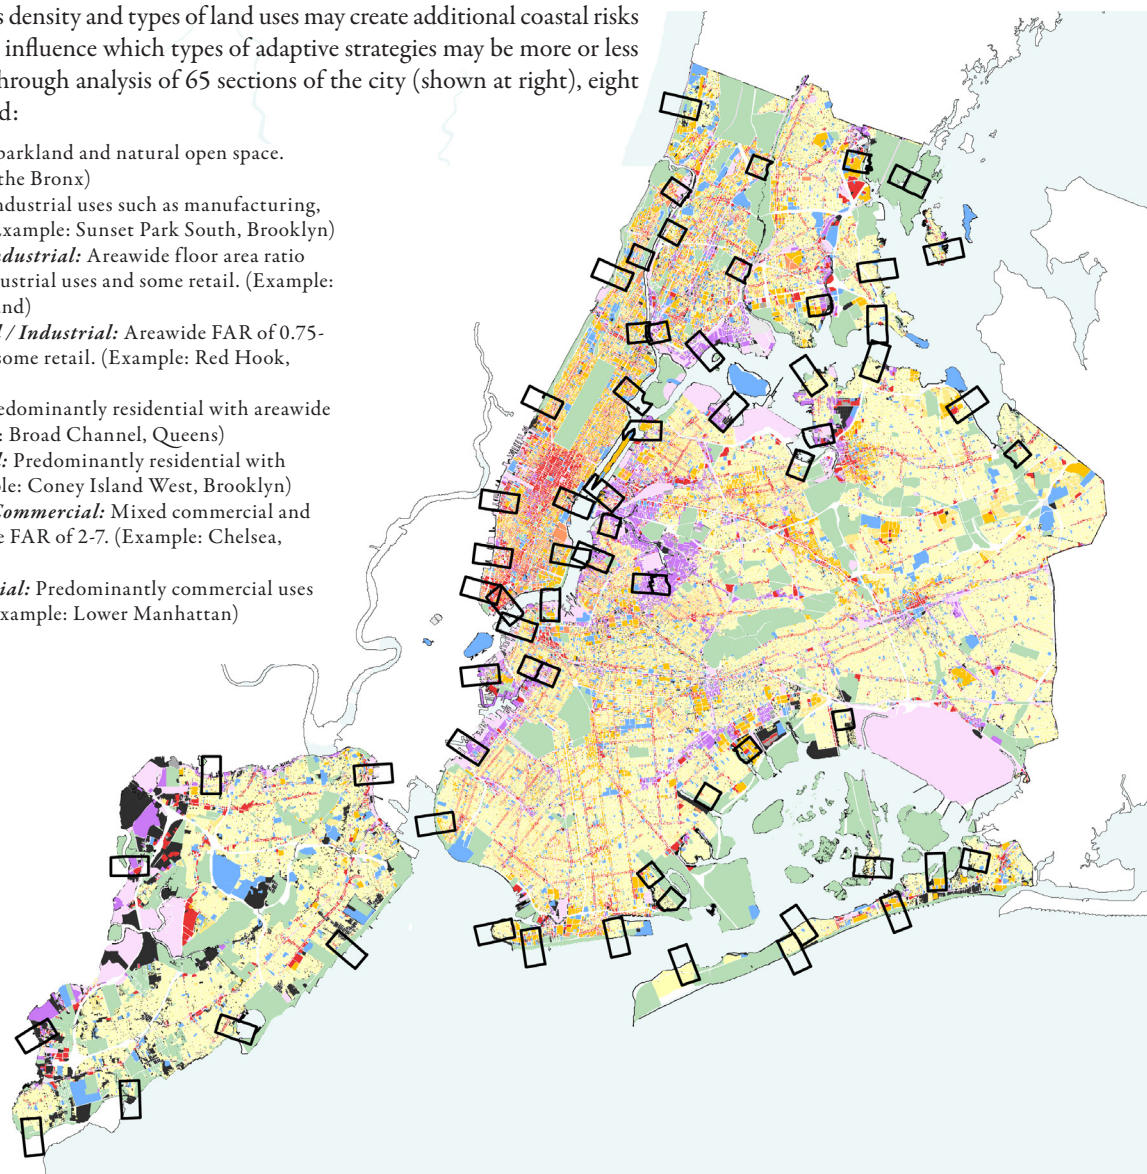 s density and types of land uses may create additional coastal risks
influence which types of adaptive strategies may be more or less
hrough analysis of 65 sections of the city (shown at right), eight
d:
parkland and natural open space.
the Bronx)
ndustrial uses such as manufacturing,
Example: Sunset Park South, Brooklyn)
ndustrial: Areawide floor area ratio
ustrial uses and some retail. (Example:
and)
l / Industrial: Areawide FAR of 0.75-
some retail. (Example: Red Hook,
edominantly residential with areawide
: Broad Channel, Queens)
l: Predominantly residential with
ple: Coney Island West, Brooklyn)
Commercial: Mixed commercial and
e FAR of 2-7. (Example: Chelsea,
ial: Predominantly commercial uses
xample: Lower Manhattan)